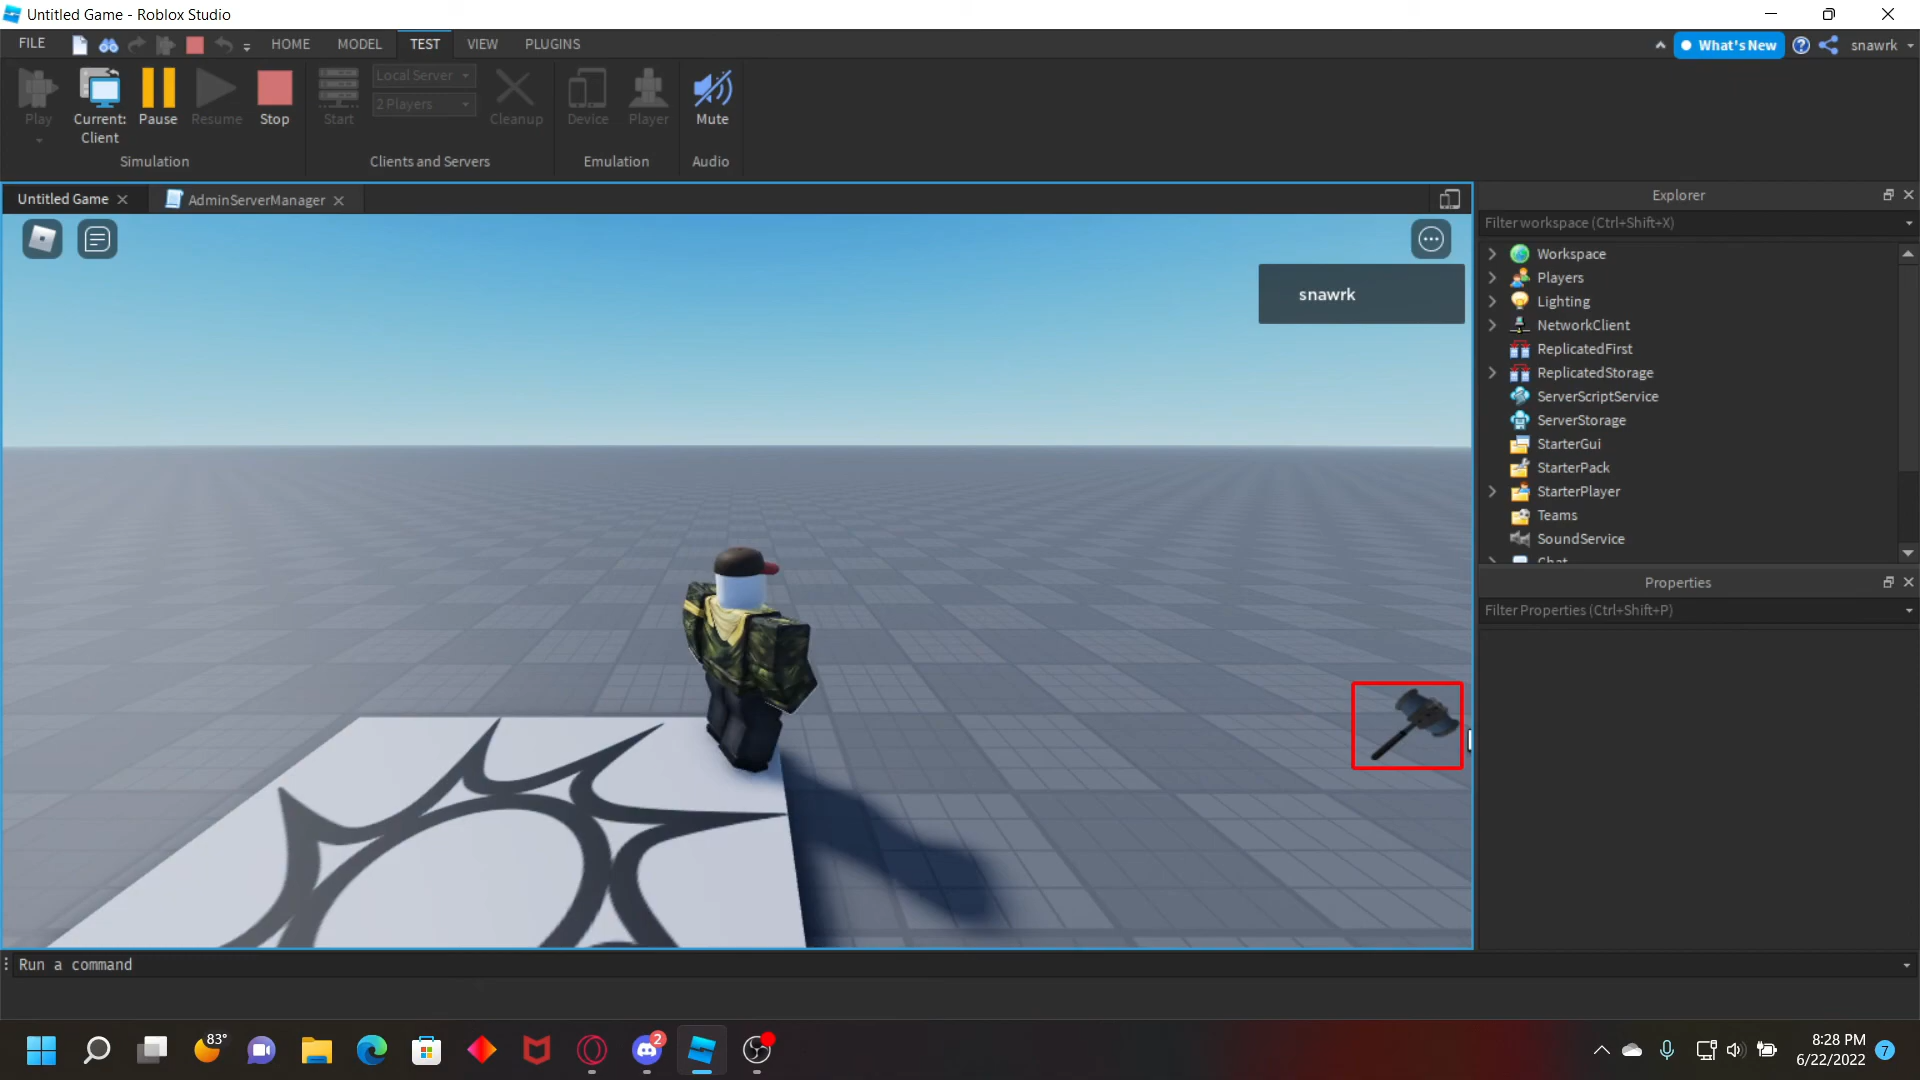 Untitled Game - Roblox Studio
FILE
HOME
MODEL
TEST
VIEW
PLUGINS
What's New
snawrk
Play
Current:
Client
Pause
Resume
Stop
Simulation
Start
Local Server
2 Players
Cleanup
Clients and Servers
Device
Player
Emulation
Mute
Audio
Untitled Game
AdminServerManager
snawrk
Explorer
Filter workspace (Ctrl+Shift+X)
Workspace
Players
Lighting
NetworkClient
ReplicatedFirst
ReplicatedStorage
ServerScriptService
ServerStorage
StarterGui
StarterPack
StarterPlayer
Teams
SoundService
Chat
Properties
Filter Properties (Ctrl+Shift+P)
Run a command
83°
2
8:28 PM
6/22/2022
7